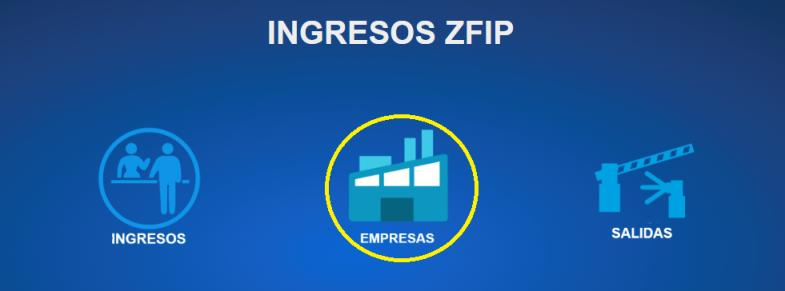 INGRESOS ZFIP
INGRESOS
EMPRESAS
SALIDAS